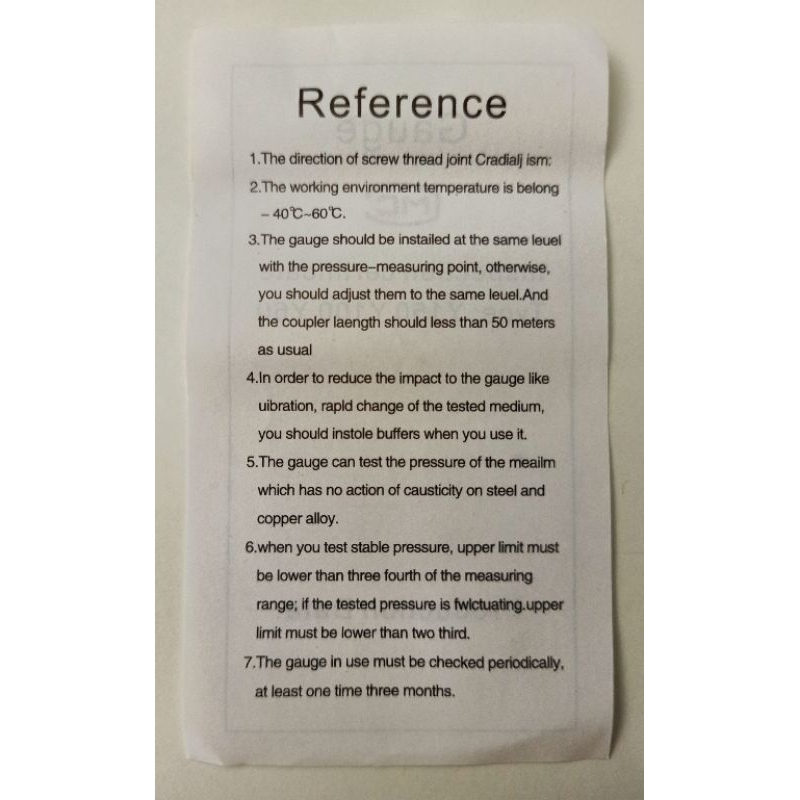 Reference
1.The direction of screw thread joint Cradialj ism:
2.The working environment temperature is belong
– 40℃~60℃.
3.The gauge should be instailed at the same leuel
with the pressure–measuring point, otherwise,
you should adjust them to the same leuel.And
the coupler laength should less than 50 meters
as usual
4.In order to reduce the impact to the gauge like
uibration, rapld change of the tested medium,
you should instole buffers when you use it.
5.The gauge can test the pressure of the meailm
which has no action of causticity on steel and
copper alloy.
6.when you test stable pressure, upper limit must
be lower than three fourth of the measuring
range; if the tested pressure is fwlctuating.upper
limit must be lower than two third.
7.The gauge in use must be checked periodically,
at least one time three months.